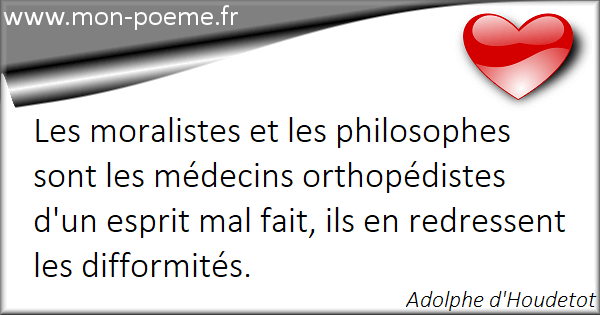 www.mon-poeme.fr
Les moralistes et les philosophes
sont les médecins orthopédistes
d'un esprit mal fait, ils en redressent
les difformités.
Adolphe d'Houdetot